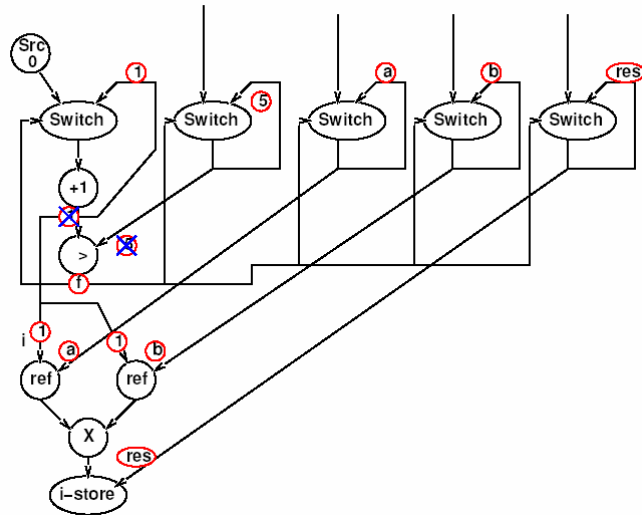 Src
0
1
5
a
b
res
Switch
Switch
Switch
Switch
Switch
+1
>
f
i
1
a
1
b
ref
ref
X
res
i-store